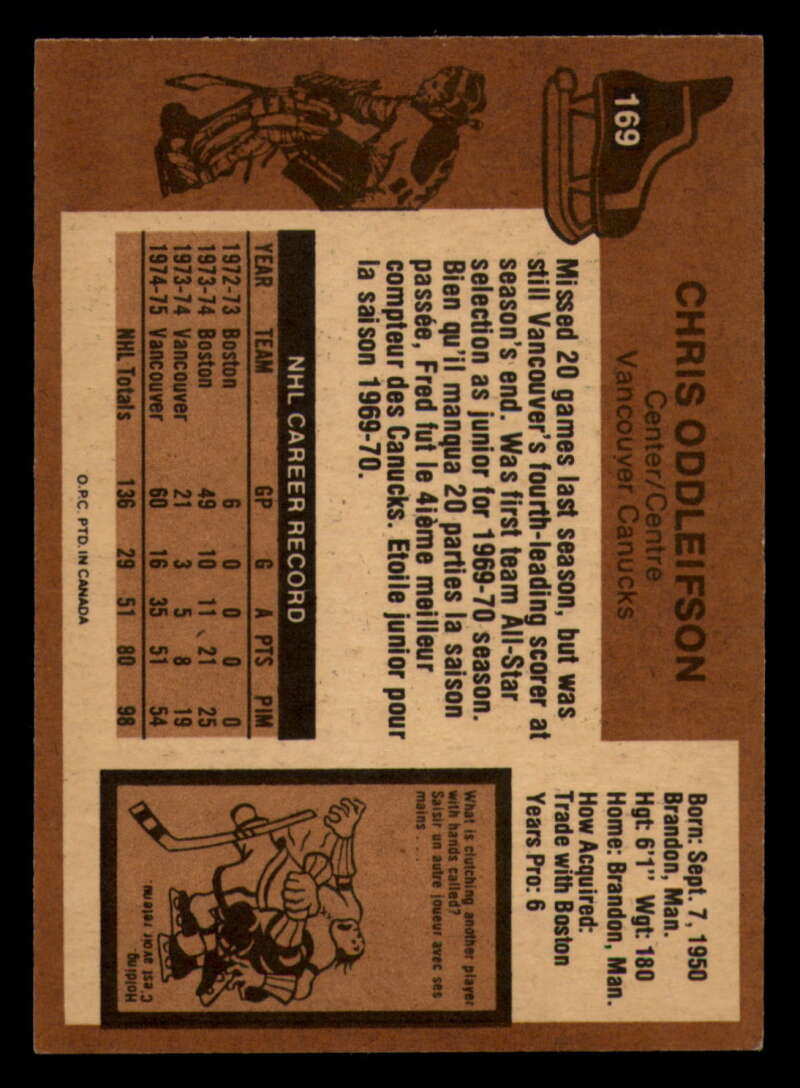 169
CHRIS ODDLEIFSON
Center/Centre
Vancouver Canucks
Born: Sept. 7, 1950
Brandon, Man.
Hgt: 6'1" Wgt: 180
Home: Brandon, Man.
How Acquired:
Trade with Boston
Years Pro: 6
Missed 20 games last season, but was
still Vancouver's fourth-leading scorer at
season's end. Was first team All-Star
selection as junior for 1969-70 season.
Bien qu'il manqua 20 parties la saison
passée, Fred fut le 4ième meilleur
compteur des Canucks. Etoile junior pour
la saison 1969-70.
NHL CAREER RECORD
YEAR TEAM GP G A PTS PIM
1972-73 Boston 6 0 0 0 0
1973-74 Boston 49 10 11 21 25
1973-74 Vancouver 21 3 5 8 19
1974-75 Vancouver 60 16 35 51 54
NHL Totals 136 29 51 80 98
What is clutching another player
with hands called?
Saisir un autre joueur avec ses
mains ....
Holding.
C'est avoir retenu.
O.P.C. PTD. IN CANADA